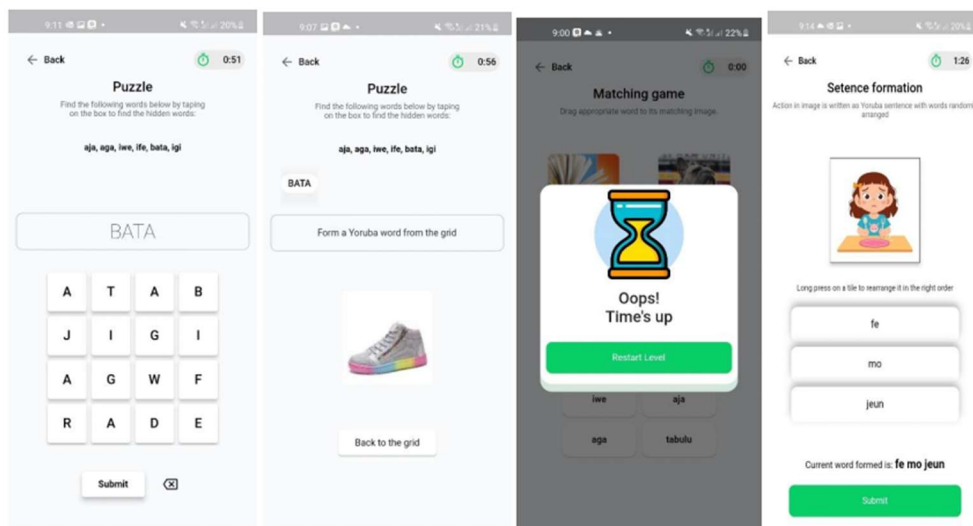 9:11
20%
Back
0:51
Puzzle
Find the following words below by taping
on the box to find the hidden words:
aja, aga, iwe, ife, bata, igi
BATA
A T A B
J I G I
A G W F
R A D E
Submit
9:07
21%
Back
0:56
Puzzle
Find the following words below by taping
on the box to find the hidden words:
aja, aga, iwe, ife, bata, igi
BATA
Form a Yoruba word from the grid
Back to the grid
9:00
22%
Back
0:00
Matching game
Drag appropriate word to its matching image.
Oops!
Time's up
Restart Level
iwe aja
aga tabulu
9:14
20%
Back
1:26
Setence formation
Action in image is written as Yoruba sentence with words random
arranged
Long press on a tile to rearrange it in the right order
fe
mo
jeun
Current word formed is: fe mo jeun
Submit